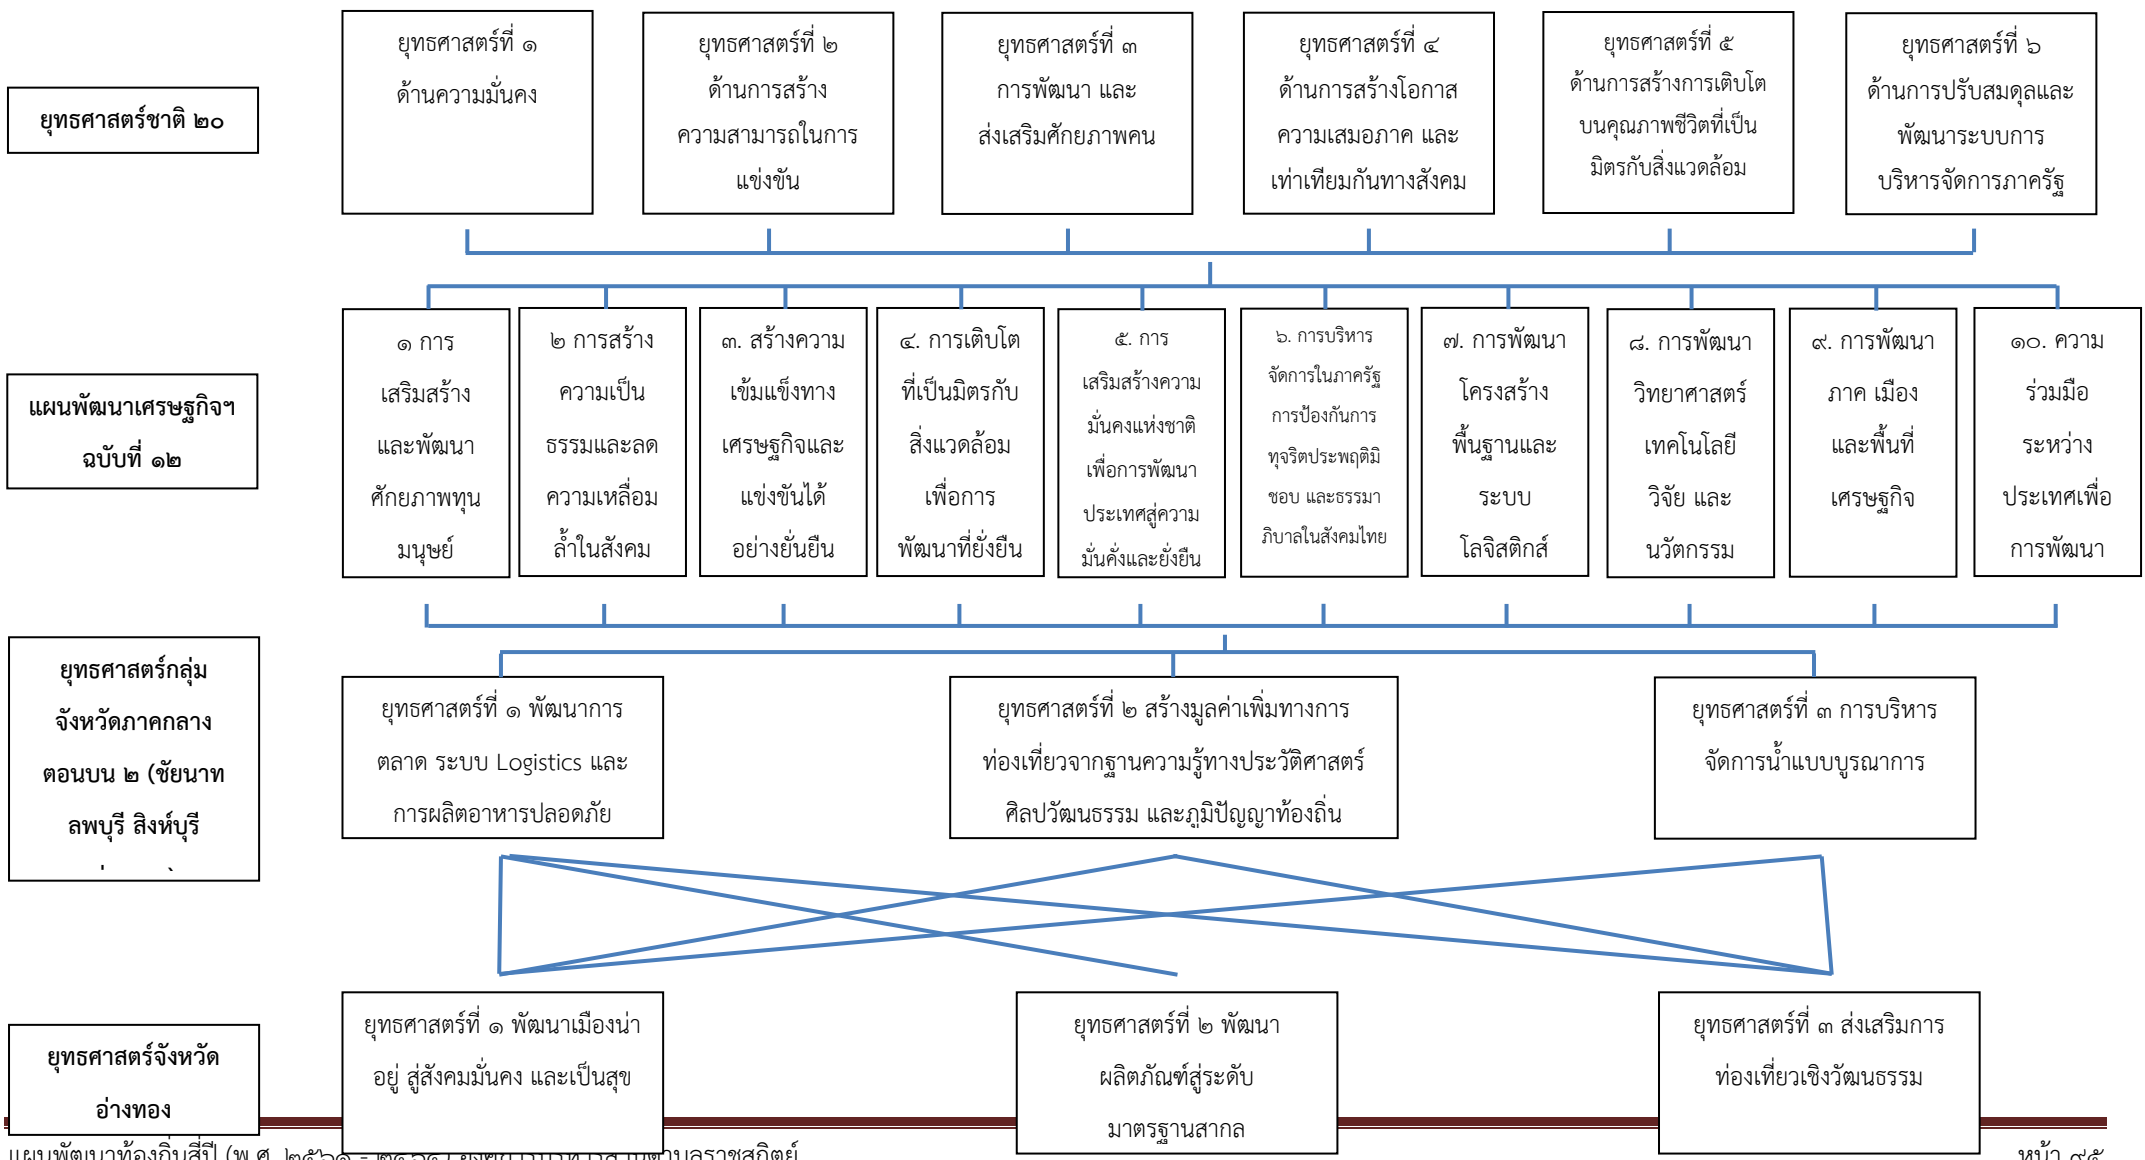 ยุทธศาสตร์ชาติ ๒๐
ยุทธศาสตร์ที่ ๑
ด้านความมั่นคง
ยุทธศาสตร์ที่ ๒
ด้านการสร้าง
ความสามารถในการ
แข่งขัน
ยุทธศาสตร์ที่ ๓
การพัฒนา และ
ส่งเสริมศักยภาพคน
ยุทธศาสตร์ที่ ๔
ด้านการสร้างโอกาส
ความเสมอภาค และ
เท่าเทียมกันทางสังคม
ยุทธศาสตร์ที่ ๕
ด้านการสร้างการเติบโต
บนคุณภาพชีวิตที่เป็น
มิตรกับสิ่งแวดล้อม
ยุทธศาสตร์ที่ ๖
ด้านการปรับสมดุลและ
พัฒนาระบบการ
บริหารจัดการภาครัฐ
แผนพัฒนาเศรษฐกิจฯ
ฉบับที่ ๑๒
๑ การ
เสริมสร้าง
และพัฒนา
ศักยภาพทุน
มนุษย์
๒ การสร้าง
ความเป็น
ธรรมและลด
ความเหลื่อม
ล้ำในสังคม
๓. สร้างความ
เข้มแข็งทาง
เศรษฐกิจและ
แข่งขันได้
อย่างยั่นยืน
๔. การเติบโต
ที่เป็นมิตรกับ
สิ่งแวดล้อม
เพื่อการ
พัฒนาที่ยั่งยืน
๕. การ
เสริมสร้างความ
มั่นคงแห่งชาติ
เพื่อการพัฒนา
ประเทศสู่ความ
มั่นคั่งและยั่งยืน
๖. การบริหาร
จัดการในภาครัฐ
การป้องกันการ
ทุจริตประพฤติมิ
ชอบ และธรรมา
ภิบาลในสังคมไทย
๗. การพัฒนา
โครงสร้าง
พื้นฐานและ
ระบบ
โลจิสติกส์
๘. การพัฒนา
วิทยาศาสตร์
เทคโนโลยี
วิจัย และ
นวัตกรรม
๙. การพัฒนา
ภาค เมือง
และพื้นที่
เศรษฐกิจ
๑๐. ความ
ร่วมมือ
ระหว่าง
ประเทศเพื่อ
การพัฒนา
ยุทธศาสตร์กลุ่ม
จังหวัดภาคกลาง
ตอนบน ๒ (ชัยนาท
ลพบุรี สิงห์บุรี
ยุทธศาสตร์ที่ ๑ พัฒนาการ
ตลาด ระบบ Logistics และ
การผลิตอาหารปลอดภัย
ยุทธศาสตร์ที่ ๒ สร้างมูลค่าเพิ่มทางการ
ท่องเที่ยวจากฐานความรู้ทางประวัติศาสตร์
ศิลปวัฒนธรรม และภูมิปัญญาท้องถิ่น
ยุทธศาสตร์ที่ ๓ การบริหาร
จัดการน้ำแบบบูรณาการ
ยุทธศาสตร์จังหวัด
อ่างทอง
ยุทธศาสตร์ที่ ๑ พัฒนาเมืองน่า
อยู่ สู่สังคมมั่นคง และเป็นสุข
ยุทธศาสตร์ที่ ๒ พัฒนา
ผลิตภัณฑ์สู่ระดับ
มาตรฐานสากล
ยุทธศาสตร์ที่ ๓ ส่งเสริมการ
ท่องเที่ยวเชิงวัฒนธรรม
แผนพัฒนาท้องถิ่นสี่ปี (พ.ศ.
หน้า ๙๕